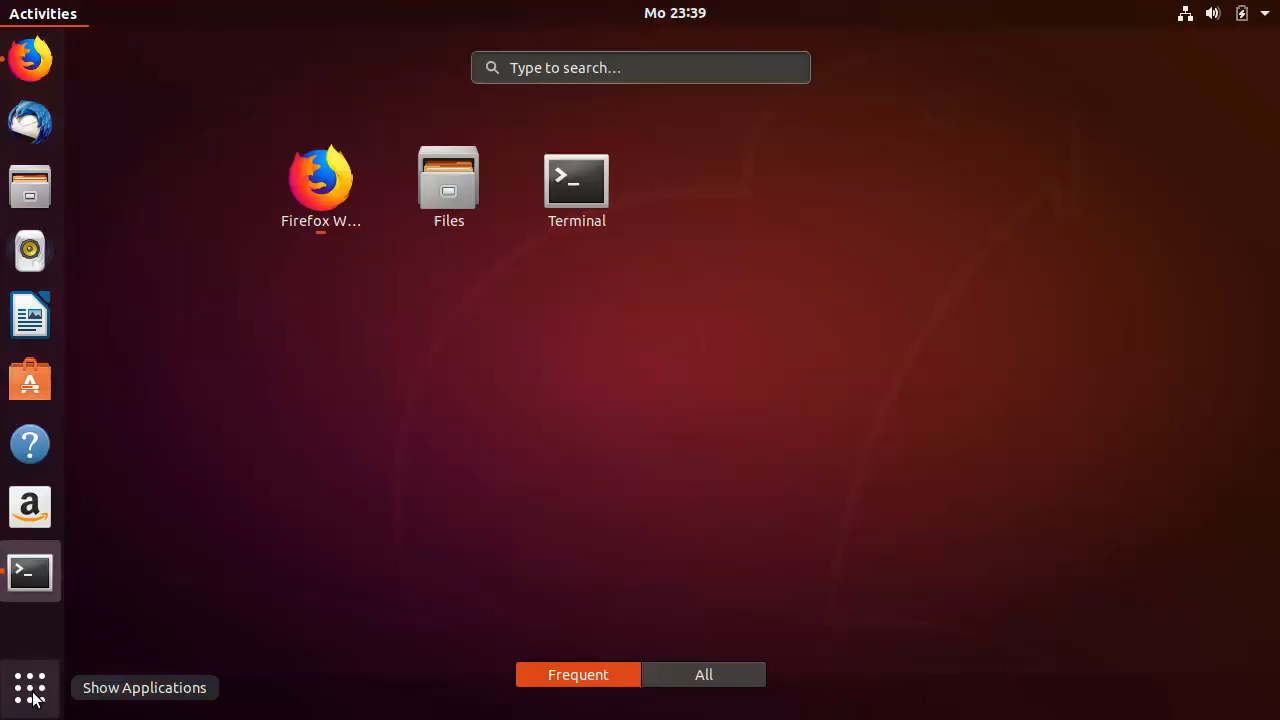 Activities
Mo 23:39
Type to search...
Firefox W...
Files
Terminal
Show Applications
Frequent
All